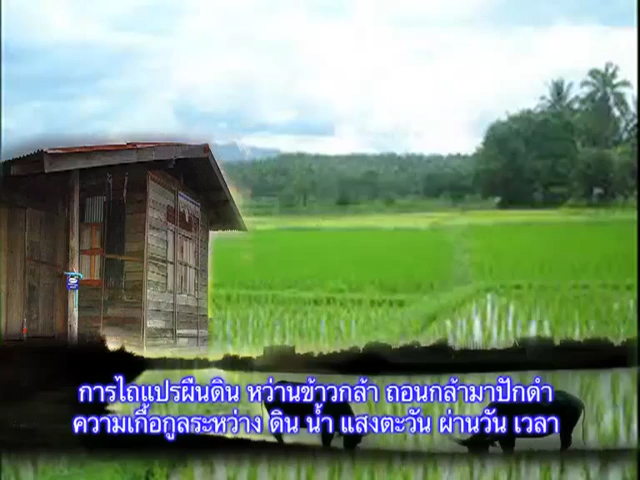 การไถแปรผืนดิน หว่านข้าวกล้า ถอนกล้ามาปักดำ
ความเกื้อกูลระหว่าง ดิน น้ำ แสงตะวัน ผ่านวัน เวลา